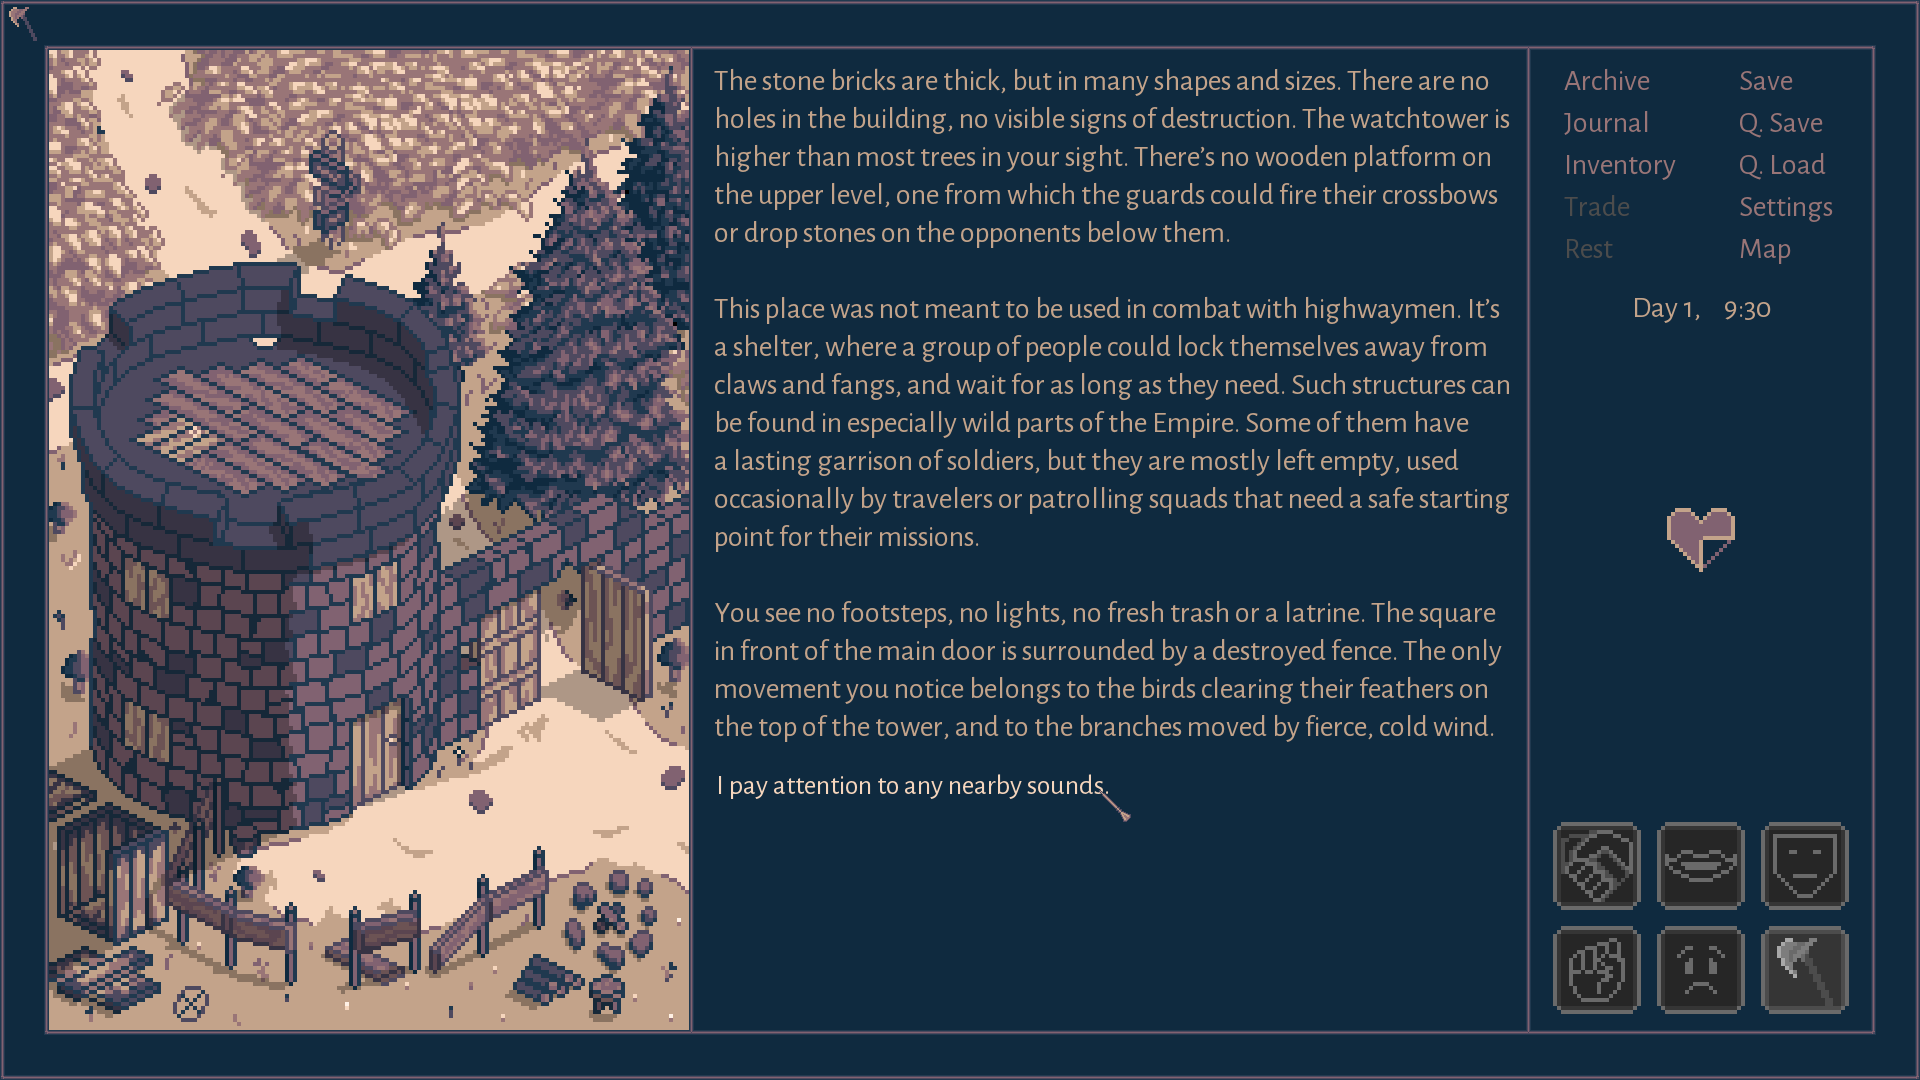 The stone bricks are thick, but in many shapes and sizes. There are no
holes in the building, no visible signs of destruction. The watchtower is
higher than most trees in your sight. There’s no wooden platform on
the upper level, one from which the guards could fire their crossbows
or drop stones on the opponents below them.
This place was not meant to be used in combat with highwaymen. It’s
a shelter, where a group of people could lock themselves away from
claws and fangs, and wait for as long as they need. Such structures can
be found in especially wild parts of the Empire. Some of them have
a lasting garrison of soldiers, but they are mostly left empty, used
occasionally by travelers or patrolling squads that need a safe starting
point for their missions.
You see no footsteps, no lights, no fresh trash or a latrine. The square
in front of the main door is surrounded by a destroyed fence. The only
movement you notice belongs to the birds clearing their feathers on
the top of the tower, and to the branches moved by fierce, cold wind.
I pay attention to any nearby sounds.
Archive
Save
Journal
Q. Save
Inventory
Q. Load
Trade
Settings
Rest
Map
Day 1, 9:30